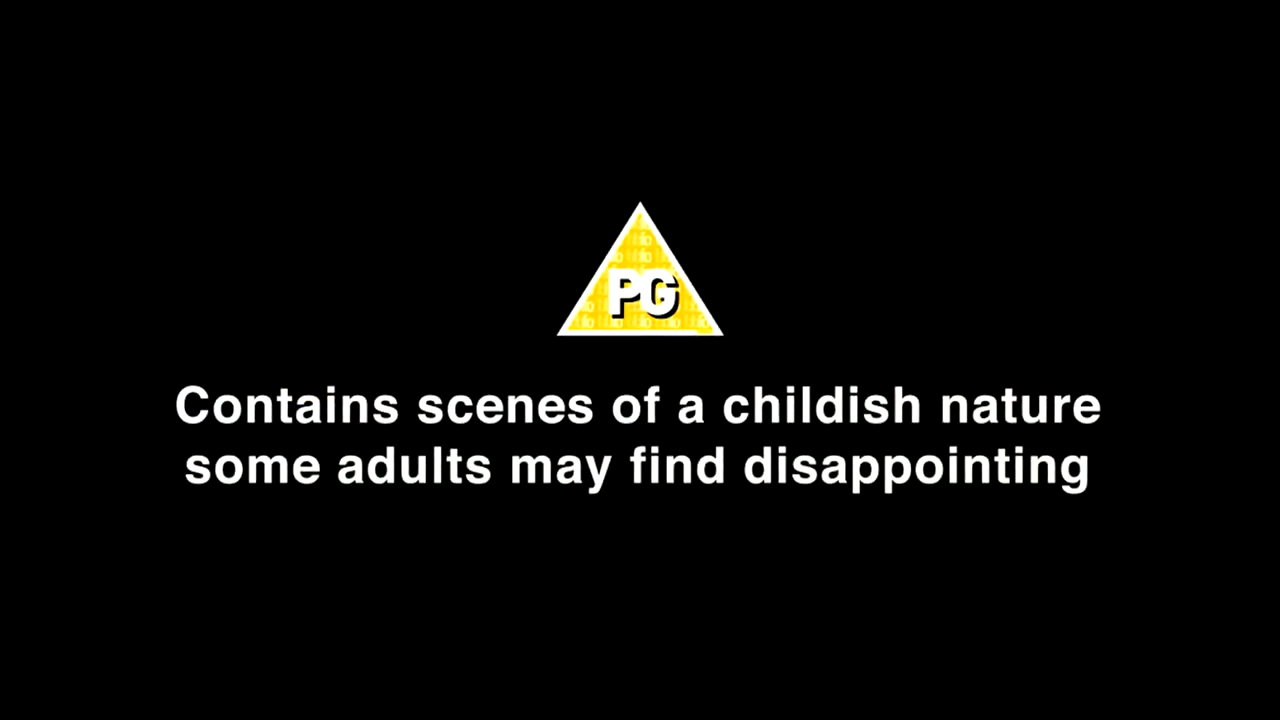 PG
Contains scenes of a childish nature
some adults may find disappointing